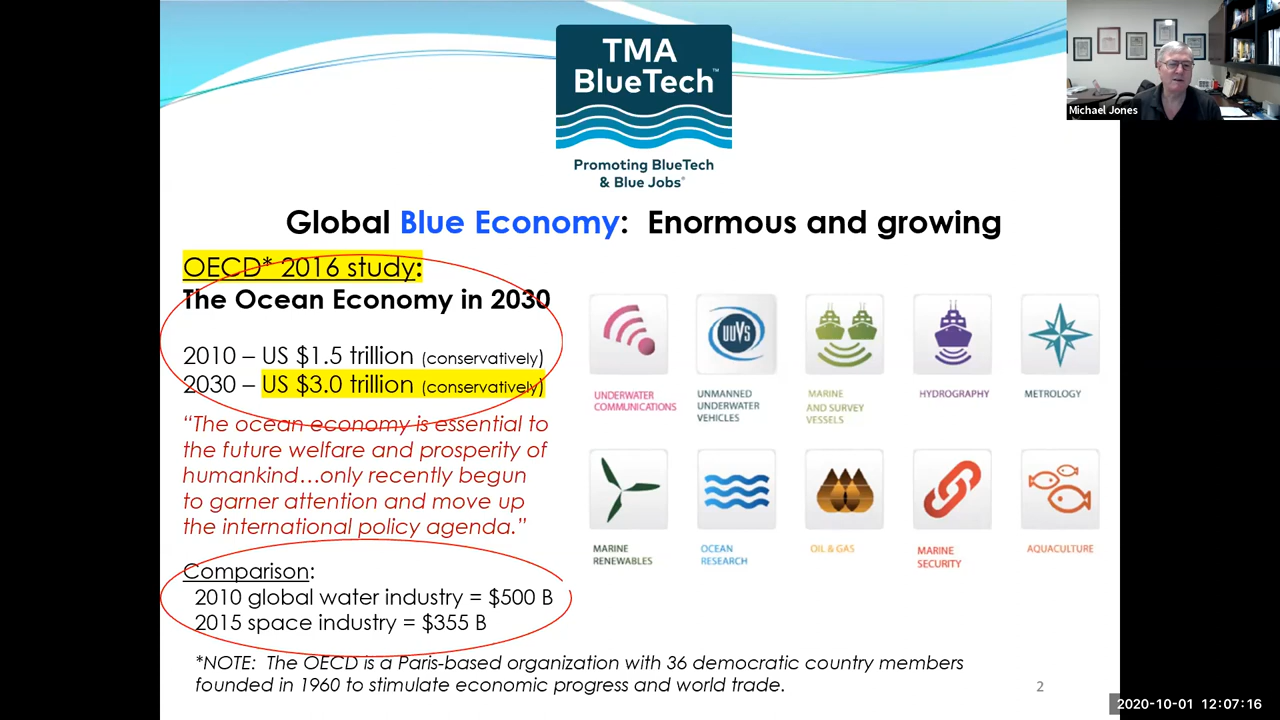 TMA
BlueTech™
Promoting BlueTech
& Blue Jobs®
Michael Jones
Global Blue Economy: Enormous and growing
OECD* 2016 study:
The Ocean Economy in 2030
2010 – US $1.5 trillion (conservatively)
2030 – US $3.0 trillion (conservatively)
“The ocean economy is essential to
the future welfare and prosperity of
humankind…only recently begun
to garner attention and move up
the international policy agenda.”
Comparison:
2010 global water industry = $500 B
2015 space industry = $355 B
UUVs
UNDERWATER
COMMUNICATIONS
UNMANNED
UNDERWATER
VEHICLES
MARINE
AND SURVEY
VESSELS
HYDROGRAPHY
METROLOGY
MARINE
RENEWABLES
OCEAN
RESEARCH
OIL & GAS
MARINE
SECURITY
AQUACULTURE
*NOTE: The OECD is a Paris-based organization with 36 democratic country members
founded in 1960 to stimulate economic progress and world trade.
2
2020-10-01 12:07:16